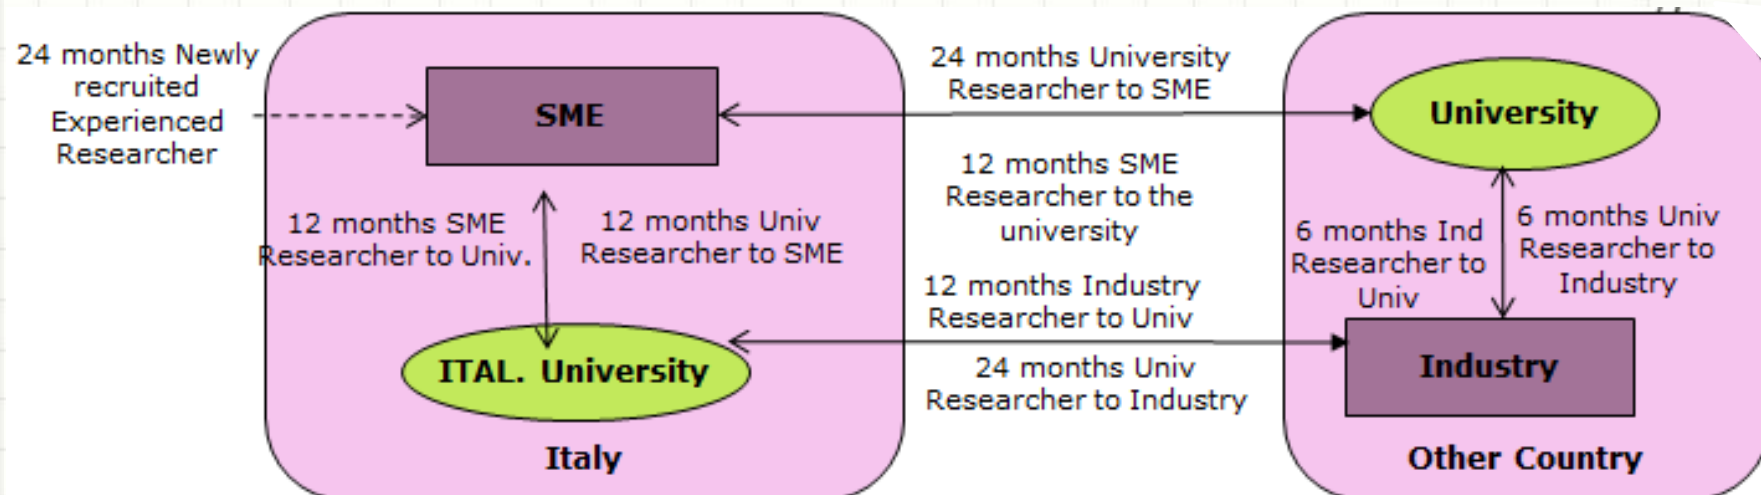 24 months Newly
recruited
Experienced
Researcher
SME
12 months SME
Researcher to Univ.
12 months Univ
Researcher to SME
ITAL. University
Italy
24 months University
Researcher to SME
12 months SME
Researcher to the
university
12 months Industry
Researcher to Univ
24 months Univ
Researcher to Industry
University
6 months Ind
Researcher to
Univ
6 months Univ
Researcher to
Industry
Industry
Other Country